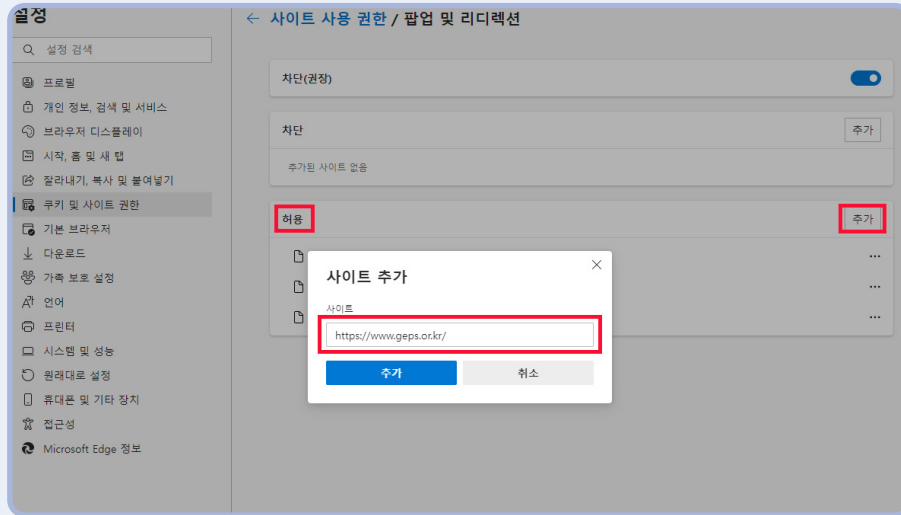 설정
설정 검색
프로필
개인 정보, 검색 및 서비스
브라우저 디스플레이
시작, 홈 및 새 탭
잘라내기, 복사 및 붙여넣기
쿠키 및 사이트 권한
기본 브라우저
다운로드
가족 보호 설정
언어
프린터
시스템 및 성능
원래대로 설정
휴대폰 및 기타 장치
접근성
Microsoft Edge 정보
← 사이트 사용 권한 / 팝업 및 리디렉션
차단(권장)
차단 추가
추가된 사이트 없음
허용 추가
사이트 추가
사이트
https://www.geps.or.kr/
추가 취소